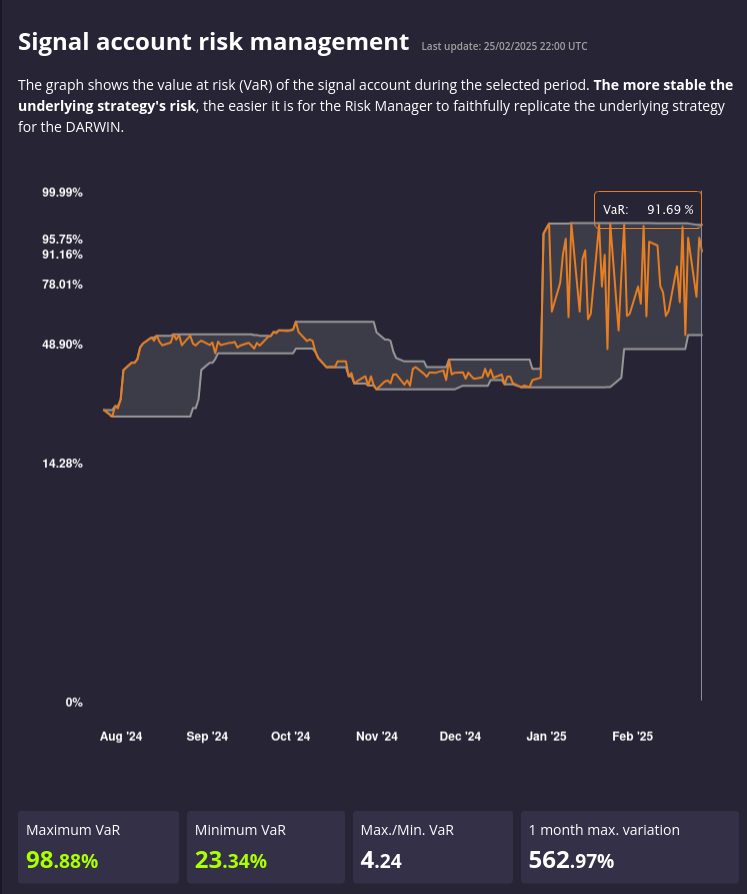 Signal account risk management Last update: 25/02/2025 22:00 UTC
The graph shows the value at risk (VaR) of the signal account during the selected period. The more stable the
underlying strategy's risk, the easier it is for the Risk Manager to faithfully replicate the underlying strategy
for the DARWIN.
99.99%
VaR: 91.69 %
95.75%
91.16%
78.01%
48.90%
14.28%
0%
Aug '24 Sep '24 Oct '24 Nov '24 Dec '24 Jan '25 Feb '25
Maximum VaR Minimum VaR Max./Min. VaR 1 month max. variation
98.88% 23.34% 4.24 562.97%